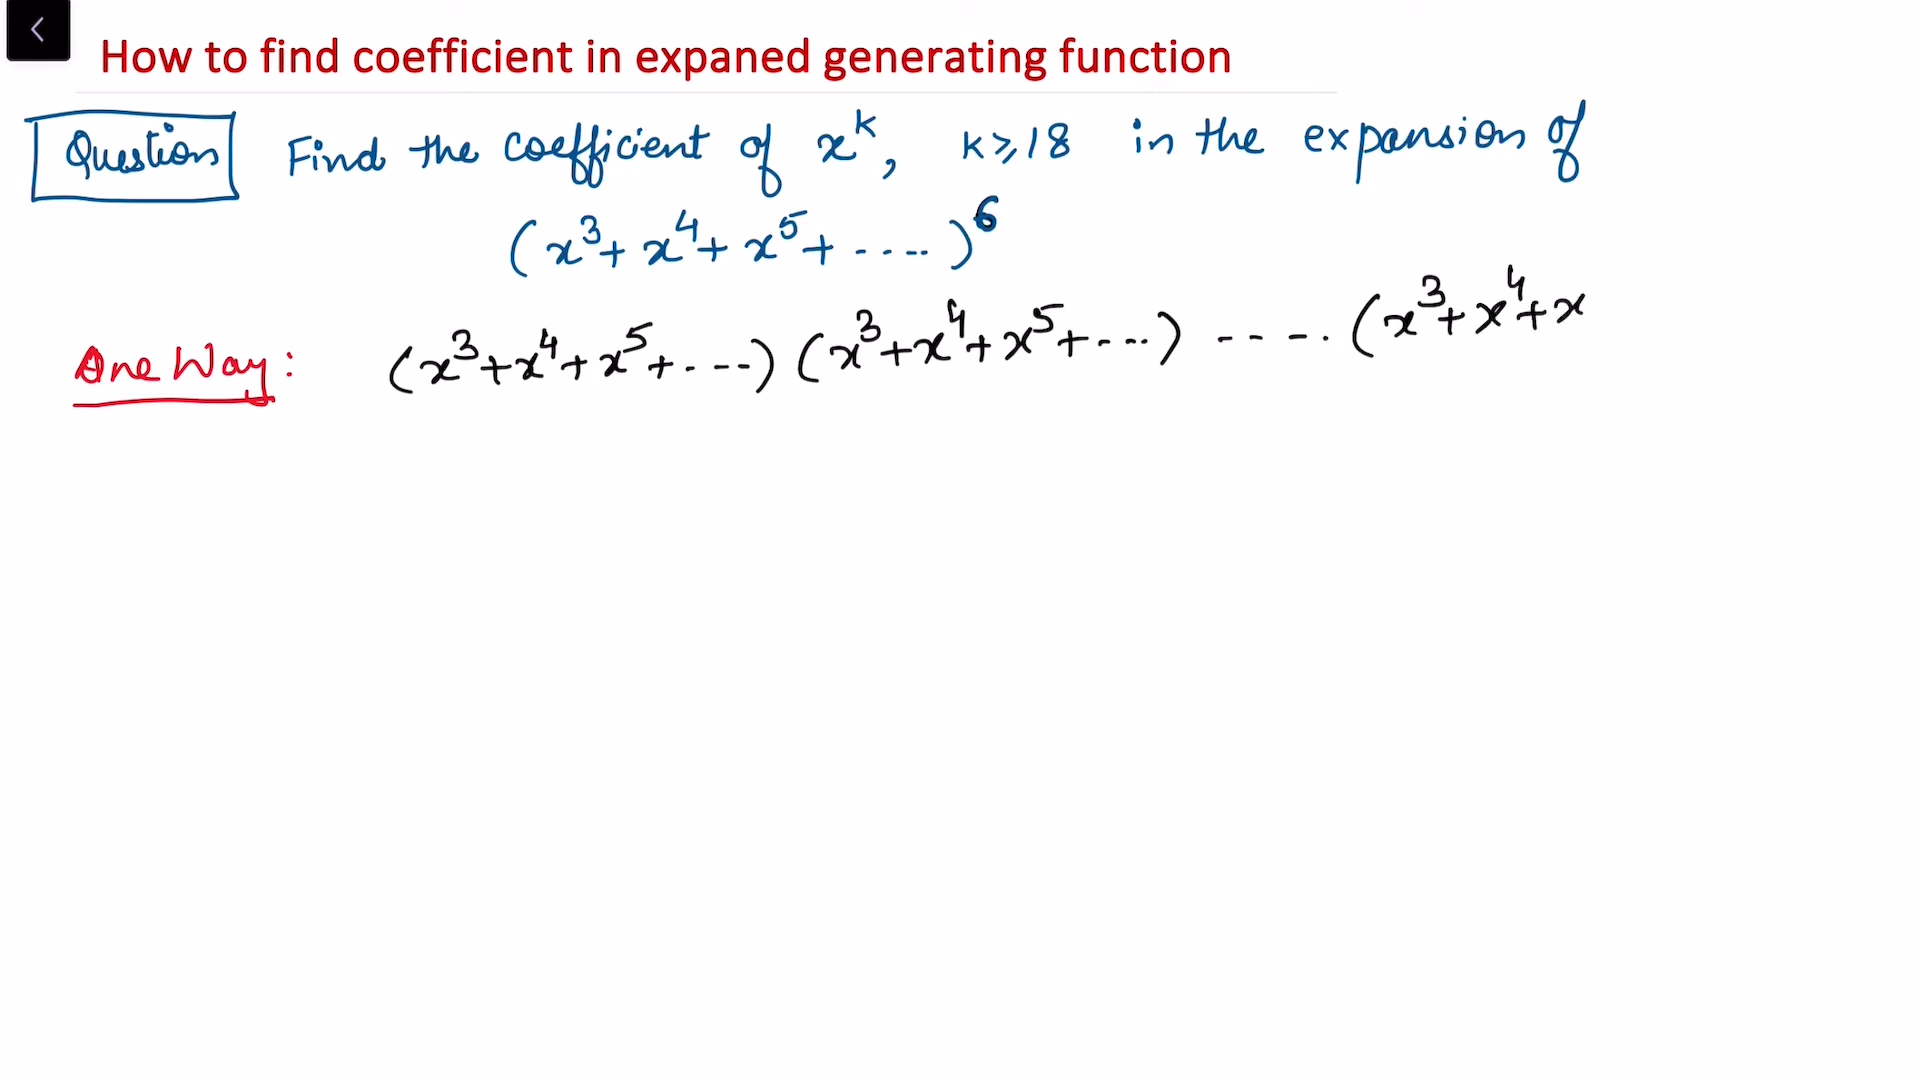 How to find coefficient in expaned generating function
Question Find the coefficient of x^k, k⩾18 in the expansion of
(x^3+ x^4+ x^5+ ....)^6
One Way: (x^3+x^4+x^5+. ---) (x^3+x^4+x^5+---) ---- (x^3+x^4+x